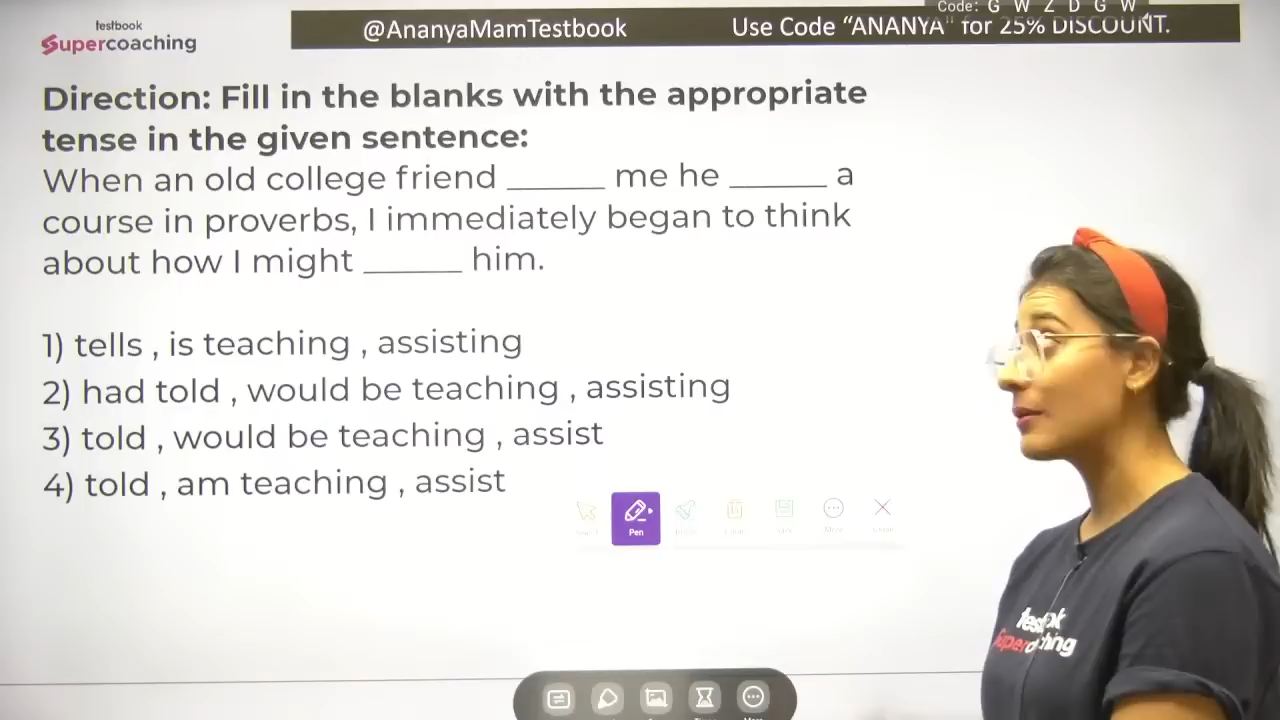 testbook
Supercoaching
@AnanyaMamTestbook
Use Code “ANANYA" for 25% DISCOUNT.
Code: G W Z D G W
Direction: Fill in the blanks with the appropriate
tense in the given sentence:
When an old college friend ______ me he ______ a
course in proverbs, I immediately began to think
about how I might ______ him.
1) tells , is teaching , assisting
2) had told , would be teaching , assisting
3) told , would be teaching , assist
4) told , am teaching , assist
Pen